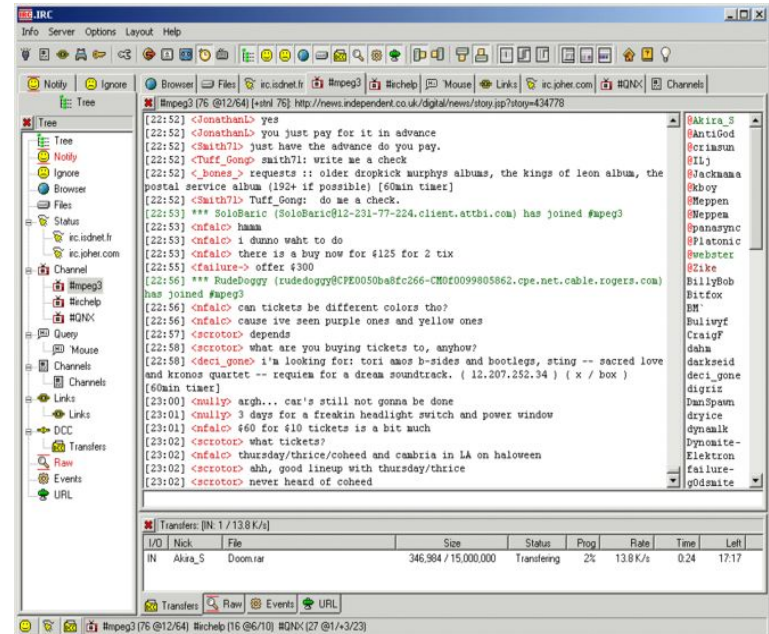 .IRC
Info Server Options Layout Help
Notify Ignore Browser Files irc.isdnet.fr #mpeg3 #irchelp `Mouse Links irc.joher.com #QNX Channels
Tree
#mpeg3 (76 @12/64) [+stnl 76]: http://news.independent.co.uk/digital/news/story.jsp?story=434778
Tree
Tree
Notify
Ignore
Browser
Files
Status
irc.isdnet.fr
irc.joher.com
Channel
#mpeg3
#irchelp
#QNX
Query
`Mouse
Channels
Channels
Links
Links
DCC
Transfers
Raw
Events
URL
[22:52] <JonathanL> yes
[22:52] <JonathanL> you just pay for it in advance
[22:52] <Smith71> just have the advance do you pay.
[22:52] <Tuff_Gong> smith71: write me a check
[22:52] <_bones_> requests :: older dropkick murphys albums, the kings of leon album, the
postal service album (192+ if possible) [60min timer]
[22:52] <Smith71> Tuff_Gong:  do me a check.
[22:53] *** SoloBaric (SoloBaric@12-231-77-224.client.attbi.com) has joined #mpeg3
[22:53] <nfalc> hmmm
[22:53] <nfalc> i dunno waht to do
[22:53] <nfalc> there is a buy now for $125 for 2 tix
[22:55] <failure-> offer $300
[22:56] *** RudeDoggy (rudedoggy@CPE0050ba8fc266-CM0f0099805862.cpe.net.cable.rogers.com)
has joined #mpeg3
[22:56] <nfalc> can tickets be different colors tho?
[22:56] <nfalc> cause ive seen purple ones and yellow ones
[22:57] <scrotor> depends
[22:58] <scrotor> what are you buying tickets to, anyhow?
[22:58] <deci_gone> i'm looking for: tori amos b-sides and bootlegs, sting -- sacred love
and kronos quartet -- requiem for a dream soundtrack. ( 12.207.252.34 ) ( x / box )
[60min timer]
[23:00] <nully> argh... car's still not gonna be done
[23:01] <nully> 3 days for a freakin headlight switch and power window
[23:01] <nfalc> $60 for $10 tickets is a bit much
[23:02] <scrotor> what tickets?
[23:02] <nfalc> thursday/thrice/coheed and cambria in LA on haloween
[23:02] <scrotor> ahh, good lineup with thursday/thrice
[23:02] <scrotor> never heard of coheed
@Akira_S
@AntiGod
@crimsun
@ILj
@Jackmama
@kboy
@Meppen
@Neppem
@panasync
@Platonic
@webster
@Zike
BillyBob
Bitfox
BM`
Buliwyf
CraigF
dahm
darkseid
deci_gone
digriz
DmnSpawn
dryice
dynamlk
Dynomite-
Elektron
failure-
g0dsmite
Transfers: [IN: 1 / 13.8 K/s]
I/O Nick File Size Status Prog Rate Time Left
IN Akira_S Doom.rar 346,984 / 15,000,000 Transfering 2% 13.8 K/s 0:24 17:17
Transfers Raw Events URL
#mpeg3 (76 @12/64) #irchelp (16 @6/10) #QNX (27 @1/+3/23)